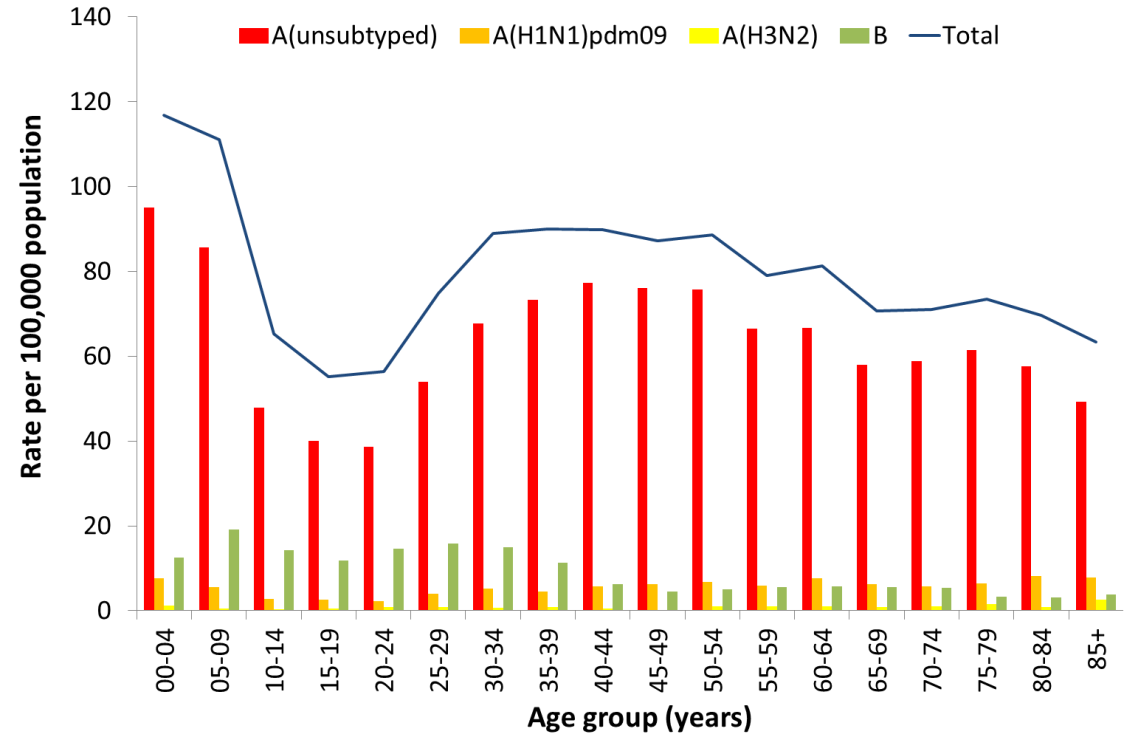 140
120
100
80
60
40
20
0
Rate per 100,000 population
A(unsubtyped) A(H1N1)pdm09 A(H3N2) B Total
00-04 05-09 10-14 15-19 20-24 25-29 30-34 35-39 40-44 45-49 50-54 55-59 60-64 65-69 70-74 75-79 80-84 85+
Age group (years)